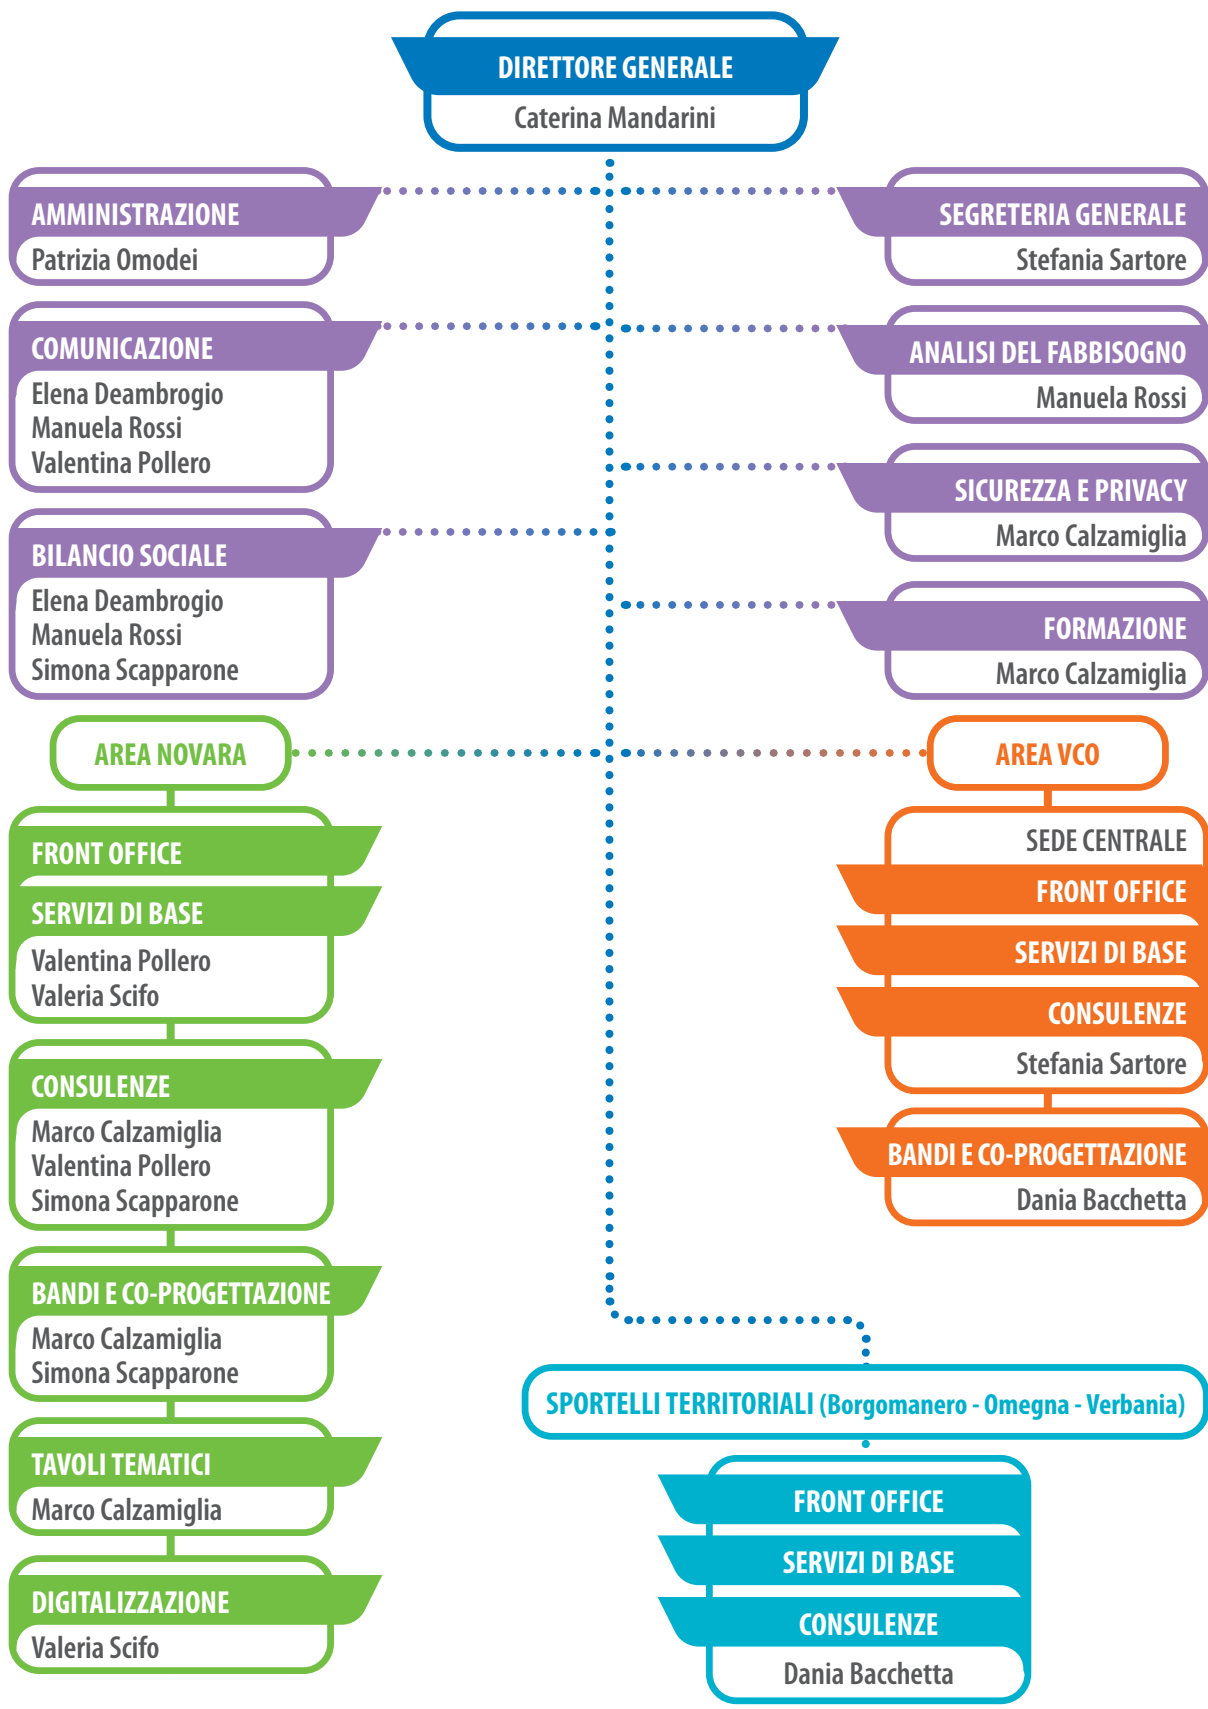 DIRETTORE GENERALE
Caterina Mandarini
AMMINISTRAZIONE
Patrizia Omodei
COMUNICAZIONE
Elena Deambrogio
Manuela Rossi
Valentina Pollero
BILANCIO SOCIALE
Elena Deambrogio
Manuela Rossi
Simona Scapparone
SEGRETERIA GENERALE
Stefania Sartore
ANALISI DEL FABBISOGNO
Manuela Rossi
SICUREZZA E PRIVACY
Marco Calzamiglia
FORMAZIONE
Marco Calzamiglia
AREA NOVARA
FRONT OFFICE
SERVIZI DI BASE
Valentina Pollero
Valeria Scifo
CONSULENZE
Marco Calzamiglia
Valentina Pollero
Simona Scapparone
BANDI E CO-PROGETTAZIONE
Marco Calzamiglia
Simona Scapparone
TAVOLI TEMATICI
Marco Calzamiglia
DIGITALIZZAZIONE
Valeria Scifo
AREA VCO
SEDE CENTRALE
FRONT OFFICE
SERVIZI DI BASE
CONSULENZE
Stefania Sartore
BANDI E CO-PROGETTAZIONE
Dania Bacchetta
SPORTELLI TERRITORIALI (Borgomanero - Omegna - Verbania)
FRONT OFFICE
SERVIZI DI BASE
CONSULENZE
Dania Bacchetta